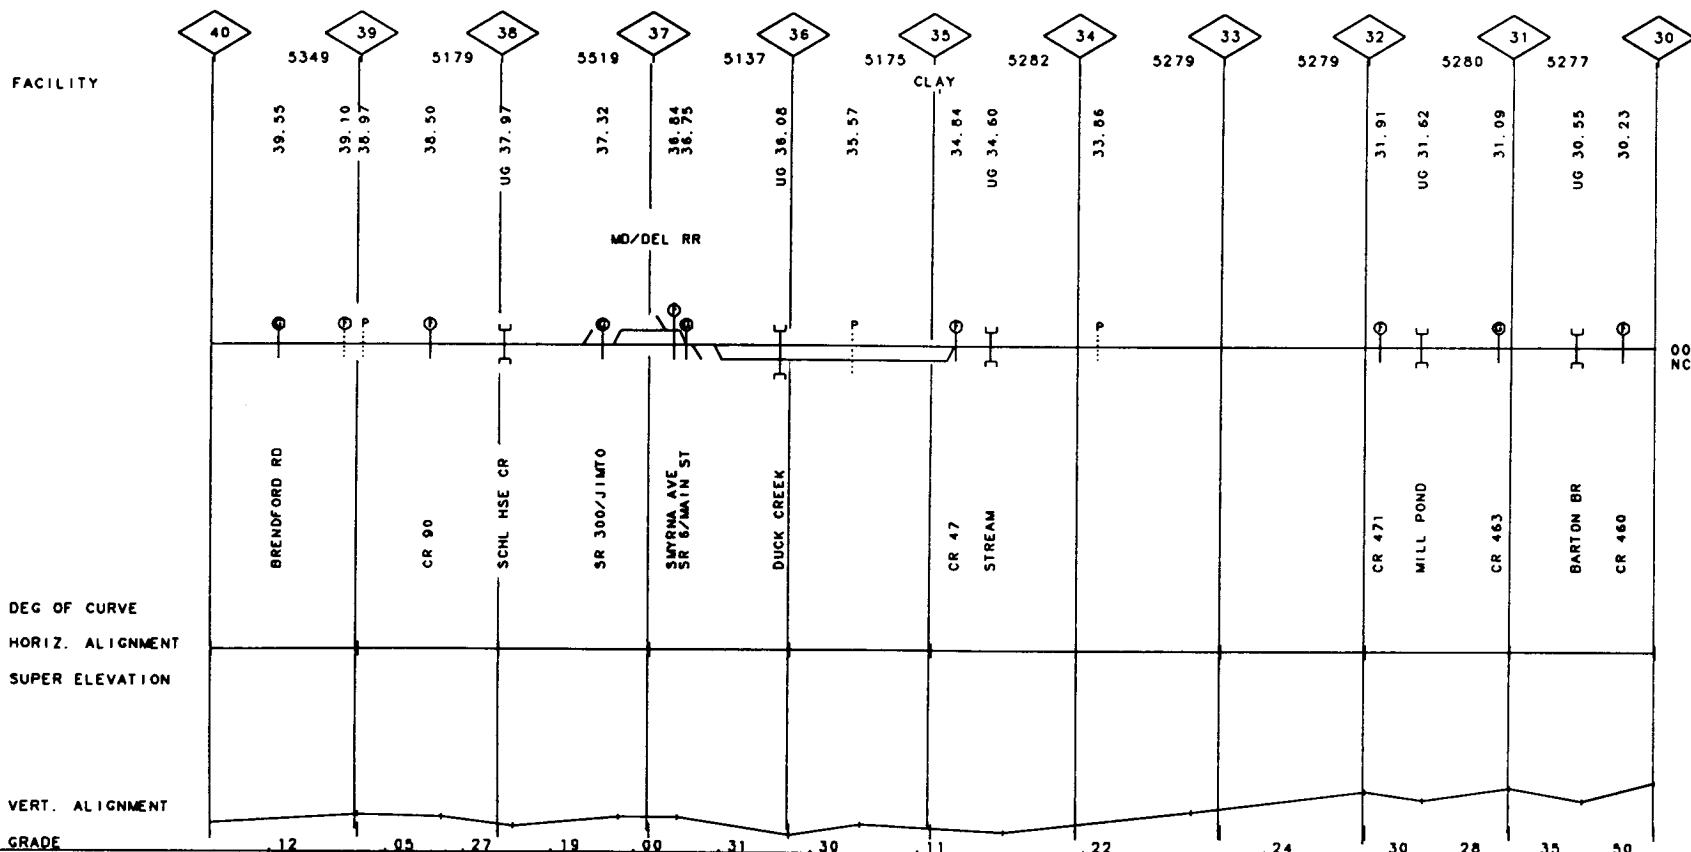 40 39 38 37 36 35 34 33 32 31 30
5349 5179 5519 5137 5175 5282 5279 5279 5280 5277
FACILITY
CLAY
39.55
39.10
38.97
38.50
UG 37.97
37.32
36.84
36.75
UG 36.08
35.57
34.84
UG 34.60
33.86
31.91
UG 31.62
31.09
UG 30.55
30.23
MD/DEL RR
G F P F G F G P F P F G F
00
NC
BRENDFORD RD
CR 90
SCHL HSE CR
SR 300/JIMTO
SMYRNA AVE
SR 6/MAIN ST
DUCK CREEK
CR 47
STREAM
CR 471
MILL POND
CR 463
BARTON BR
CR 460
DEG OF CURVE
HORIZ. ALIGNMENT
SUPER ELEVATION
VERT. ALIGNMENT
GRADE .12 .05 .27 .19 .00 .31 .30 .11 .22 .24 .30 .28 .35 .50